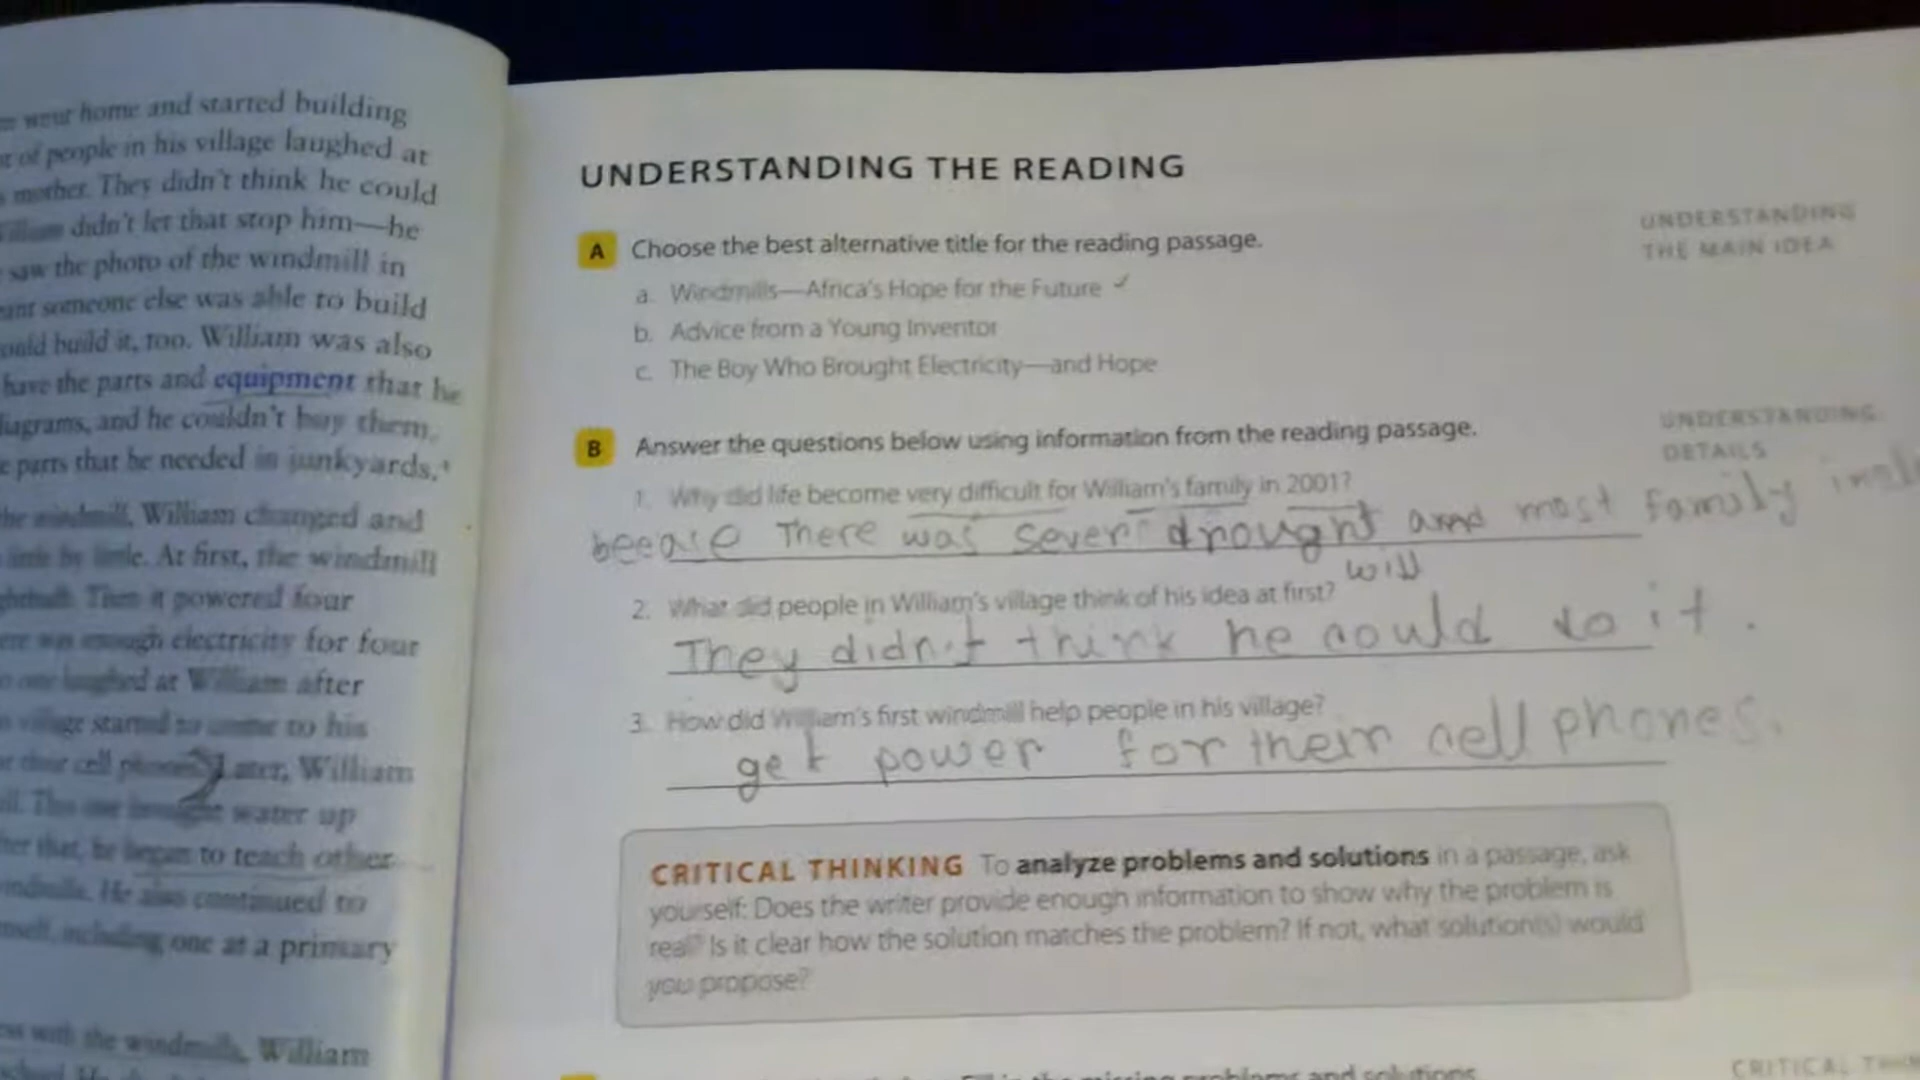 went home and started building
of people in his village laughed at
mother. They didn't think he could
William didn't let that stop him—he
saw the photo of the windmill in
someone else was able to build
could build it, too. William was also
have the parts and equipment that he
diagrams, and he couldn't buy them,
parts that he needed in junkyards.
the windmill, William changed and
little by little. At first, the windmill
Then it powered four
enough electricity for four
laughed at William after
village started to come to his
their cell phones. Later, William
This one brought water up
that, he began to teach other
windmills. He also continued to
including one at a primary
with the windmills, William
UNDERSTANDING THE READING
A Choose the best alternative title for the reading passage.
a. Windmills—Africa's Hope for the Future ✓
b. Advice from a Young Inventor
c. The Boy Who Brought Electricity—and Hope
UNDERSTANDING
THE MAIN IDEA
B Answer the questions below using information from the reading passage.
UNDERSTANDING
DETAILS
1. Why did life become very difficult for William's family in 2001?
There was sever drought and most family
will
2. What did people in William's village think of his idea at first?
They didn't think he could do it.
3. How did William's first windmill help people in his village?
get power for their cell phones.
CRITICAL THINKING To analyze problems and solutions in a passage, ask
yourself: Does the writer provide enough information to show why the problem is
real? Is it clear how the solution matches the problem? If not, what solution(s) would
you propose?
problems and solutions
CRITICAL